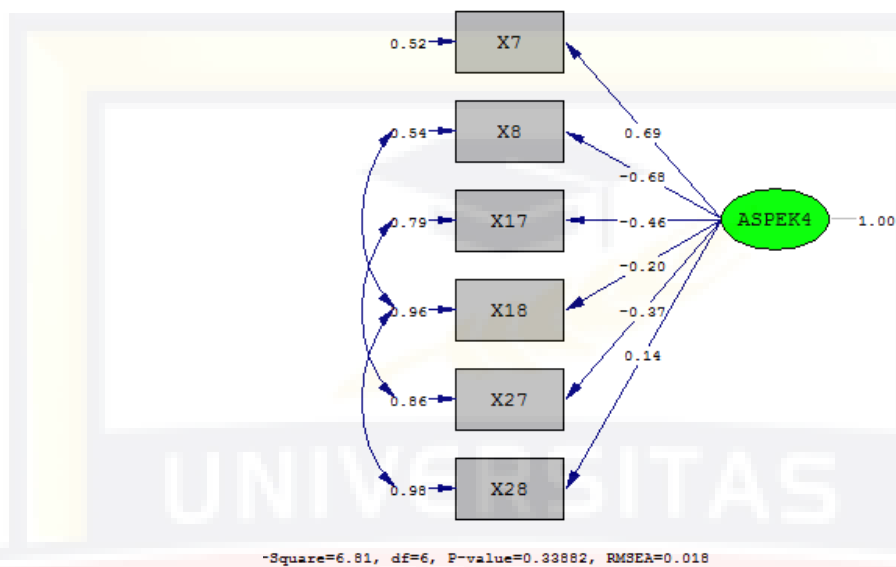 0.52 X7
0.69
0.54 X8
-0.68
0.79 X17 -0.46 ASPEK4 1.00
-0.20
0.96 X18 -0.37
0.14
0.86 X27
0.98 X28
UNIVERSITAS
-Square=6.81, df=6, P-value=0.33882, RMSEA=0.018